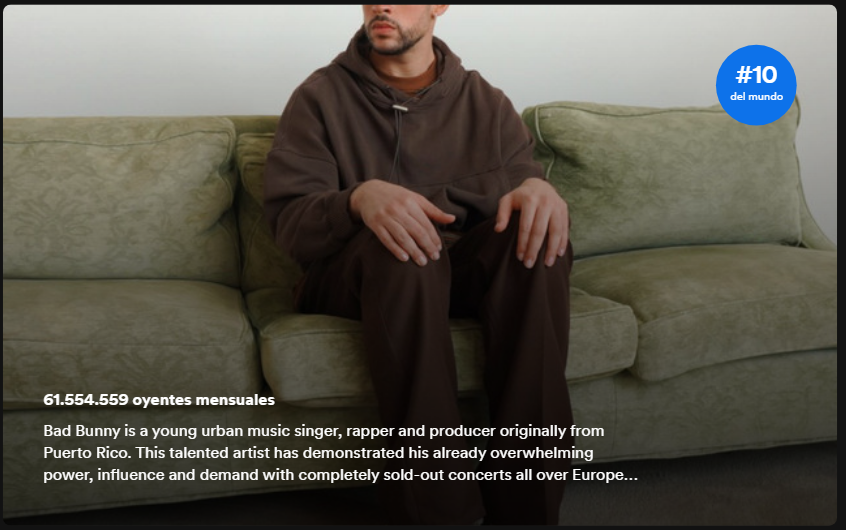 #10
del mundo
61.554.559 oyentes mensuales
Bad Bunny is a young urban music singer, rapper and producer originally from
Puerto Rico. This talented artist has demonstrated his already overwhelming
power, influence and demand with completely sold-out concerts all over Europe...